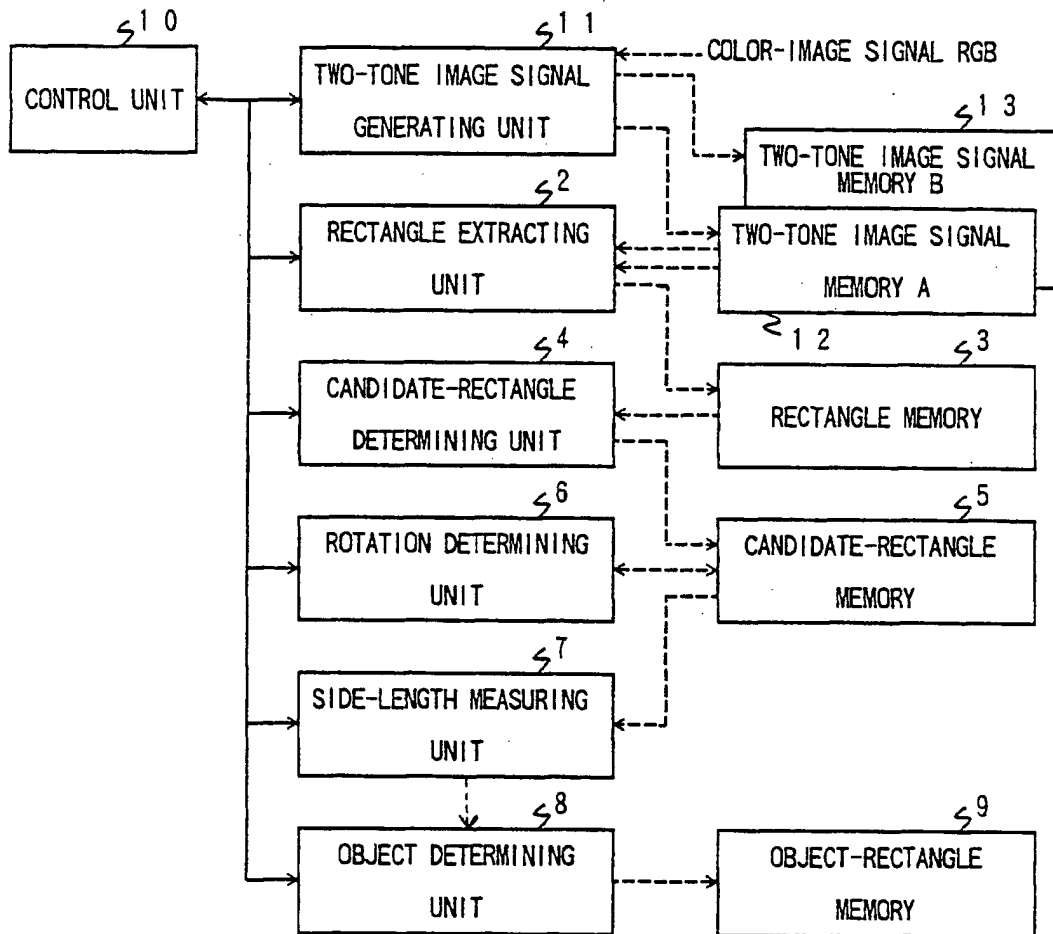 10
CONTROL UNIT
11
TWO-TONE IMAGE SIGNAL
GENERATING UNIT
COLOR-IMAGE SIGNAL RGB
13
TWO-TONE IMAGE SIGNAL
MEMORY B
2
RECTANGLE EXTRACTING
UNIT
TWO-TONE IMAGE SIGNAL
MEMORY A
12
4
CANDIDATE-RECTANGLE
DETERMINING UNIT
3
RECTANGLE MEMORY
6
ROTATION DETERMINING
UNIT
5
CANDIDATE-RECTANGLE
MEMORY
7
SIDE-LENGTH MEASURING
UNIT
8
OBJECT DETERMINING
UNIT
9
OBJECT-RECTANGLE
MEMORY